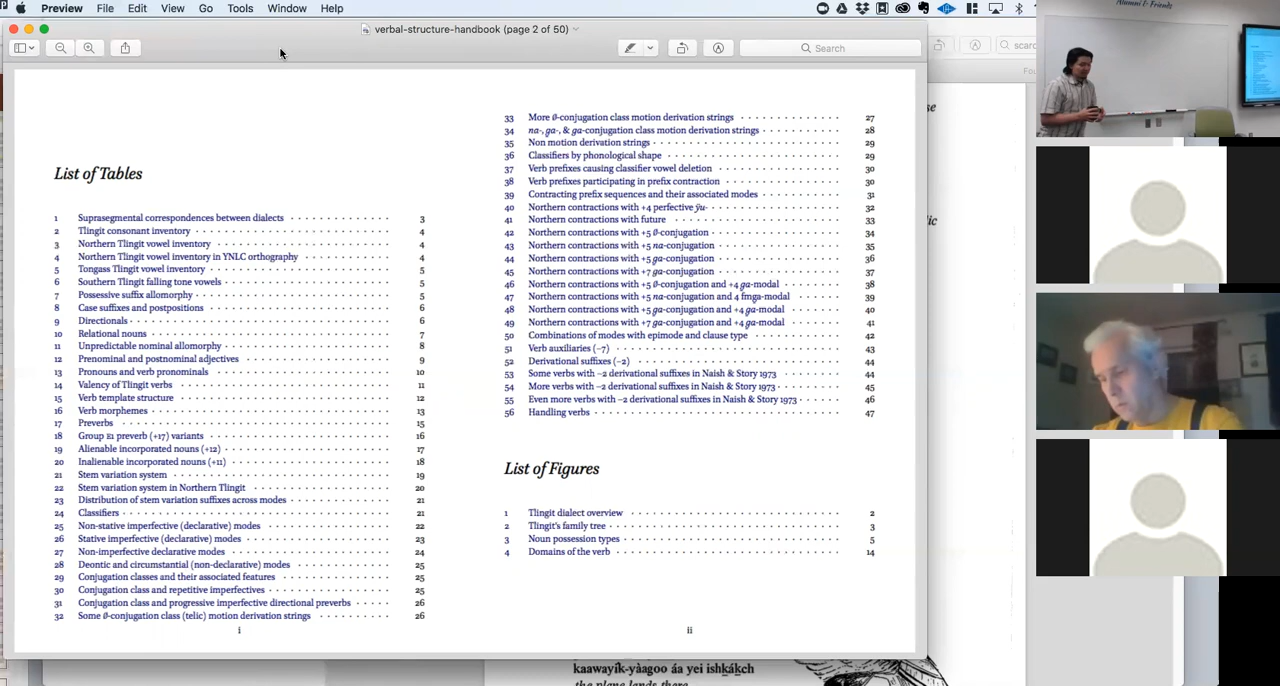 Preview File Edit View Go Tools Window Help
verbal-structure-handbook (page 2 of 50)
Search
List of Tables
1 Suprasegmental correspondences between dialects 3
2 Tlingit consonant inventory 4
3 Northern Tlingit vowel inventory 4
4 Northern Tlingit vowel inventory in YNLC orthography 4
5 Tongass Tlingit vowel inventory 5
6 Southern Tlingit falling tone vowels 5
7 Possessive suffix allomorphy 5
8 Case suffixes and postpositions 6
9 Directionals 6
10 Relational nouns 7
11 Unpredictable nominal allomorphy 8
12 Prenominal and postnominal adjectives 9
13 Pronouns and verb pronominals 10
14 Valency of Tlingit verbs 11
15 Verb template structure 12
16 Verb morphemes 13
17 Preverbs 15
18 Group E1 preverb (+17) variants 16
19 Alienable incorporated nouns (+12) 17
20 Inalienable incorporated nouns (+11) 18
21 Stem variation system 19
22 Stem variation system in Northern Tlingit 20
23 Distribution of stem variation suffixes across modes 21
24 Classifiers 21
25 Non-stative imperfective (declarative) modes 22
26 Stative imperfective (declarative) modes 23
27 Non-imperfective declarative modes 24
28 Deontic and circumstantial (non-declarative) modes 25
29 Conjugation classes and their associated features 25
30 Conjugation class and repetitive imperfectives 25
31 Conjugation class and progressive imperfective directional preverbs 26
32 Some ∅-conjugation class (telic) motion derivation strings 26
i
33 More ∅-conjugation class motion derivation strings 27
34 na-, ga-, & g̱a-conjugation class motion derivation strings 28
35 Non motion derivation strings 29
36 Classifiers by phonological shape 29
37 Verb prefixes causing classifier vowel deletion 30
38 Verb prefixes participating in prefix contraction 30
39 Contracting prefix sequences and their associated modes 31
40 Northern contractions with +4 perfective ÿu- 32
41 Northern contractions with future 33
42 Northern contractions with +5 ∅-conjugation 34
43 Northern contractions with +5 na-conjugation 35
44 Northern contractions with +5 g̱a-conjugation 36
45 Northern contractions with +5 ga-conjugation 37
46 Northern contractions with +5 ∅-conjugation and +4 g̱a-modal 38
47 Northern contractions with +5 na-conjugation and 4 fmga-modal 39
48 Northern contractions with +5 g̱a-conjugation and +4 g̱a-modal 40
49 Northern contractions with +7 ga-conjugation and +4 g̱a-modal 41
50 Combinations of modes with epimode and clause type 42
51 Verb auxiliaries (−7) 43
52 Derivational suffixes (−2) 44
53 Some verbs with −2 derivational suffixes in Naish & Story 1973 44
54 More verbs with −2 derivational suffixes in Naish & Story 1973 45
55 Even more verbs with −2 derivational suffixes in Naish & Story 1973 46
56 Handling verbs 47
List of Figures
1 Tlingit dialect overview 2
2 Tlingit's family tree 3
3 Noun possession types 5
4 Domains of the verb 14
ii
kaawayík-yàagoo áa yei ishḵáḵch
the plane lands there
Alumni & Friends